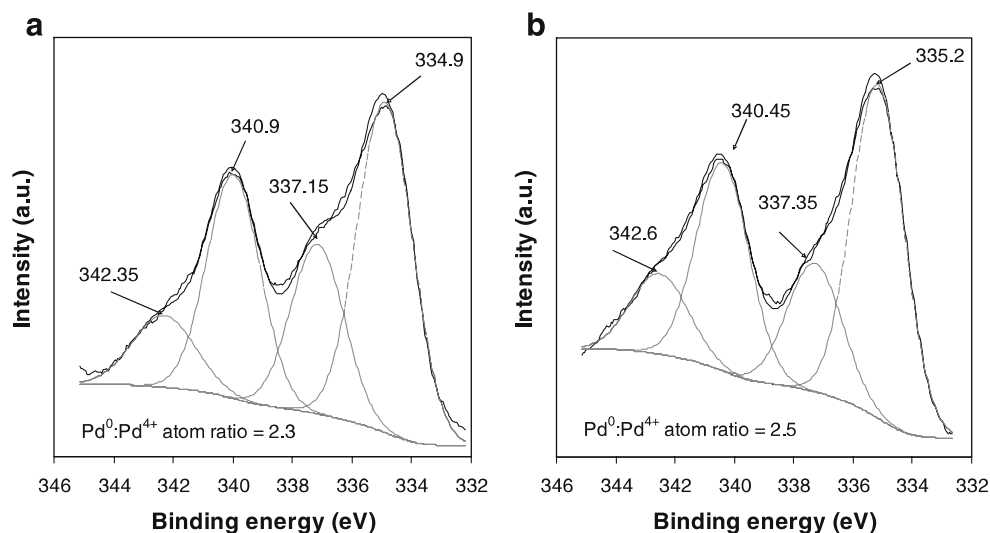 a
334.9
340.9
337.15
342.35
Intensity (a.u.)
Pd⁰:Pd⁴⁺ atom ratio = 2.3
346 344 342 340 338 336 334 332
Binding energy (eV)
b
335.2
340.45
337.35
342.6
Intensity (a.u.)
Pd⁰:Pd⁴⁺ atom ratio = 2.5
346 344 342 340 338 336 334 332
Binding energy (eV)